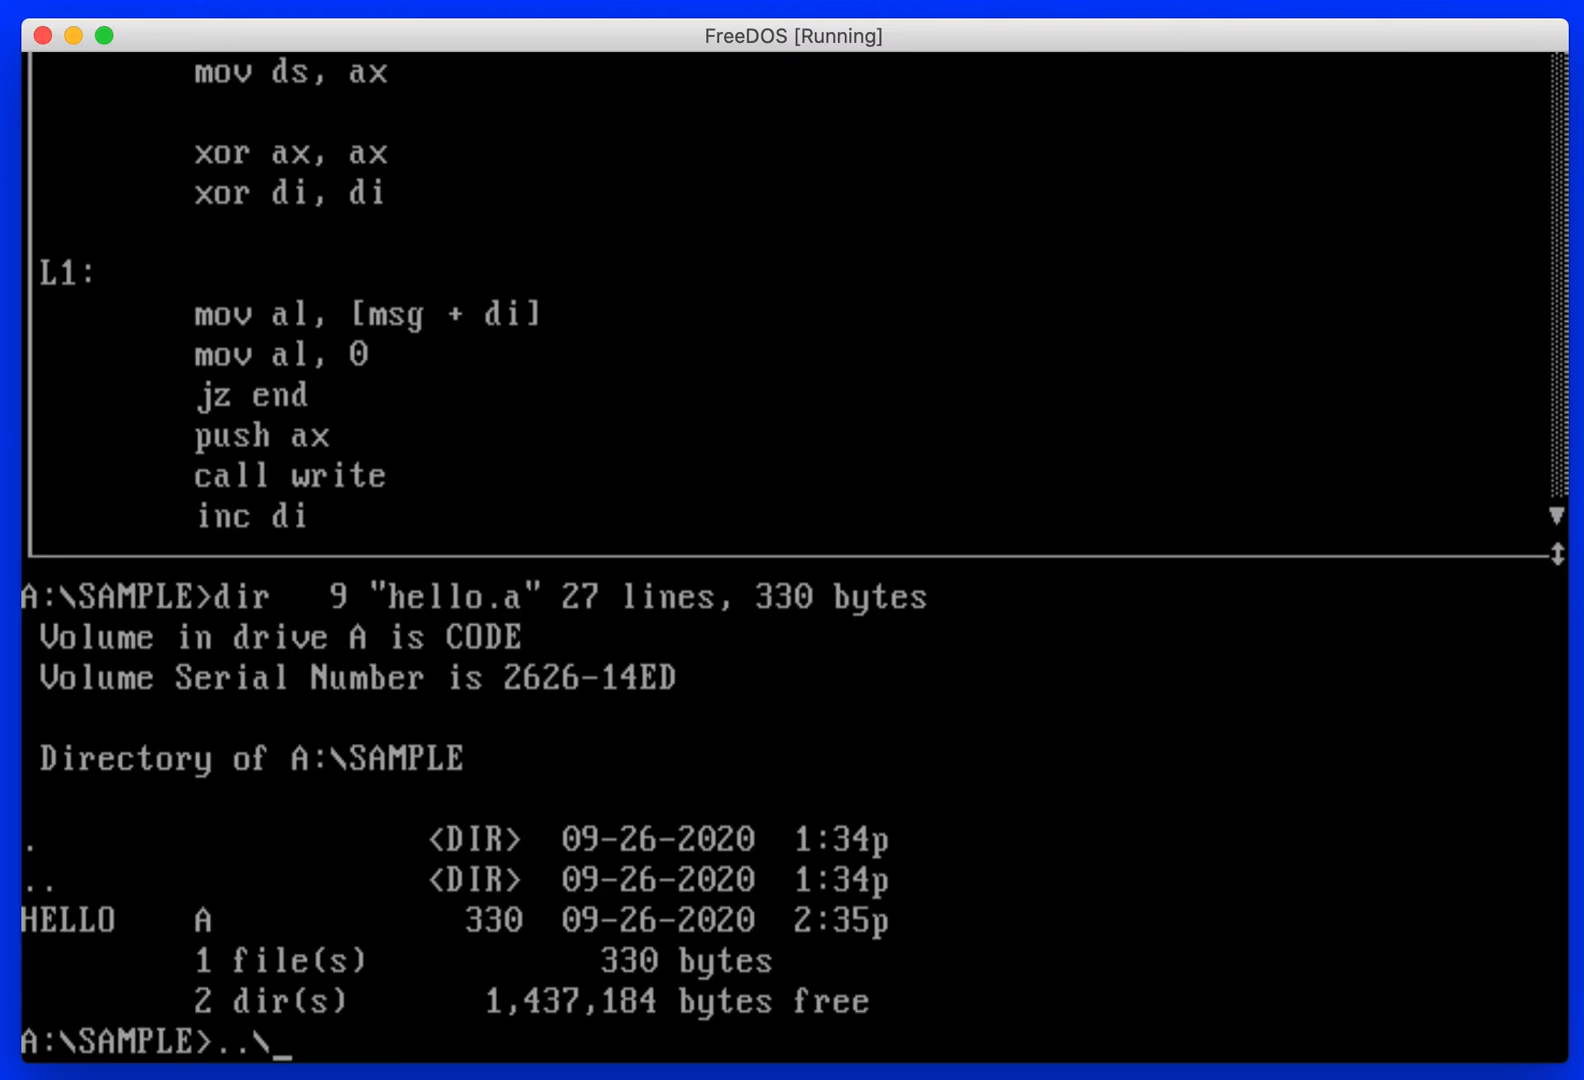 FreeDOS [Running]
mov ds, ax
xor ax, ax
xor di, di
L1:
mov al, [msg + di]
mov al, 0
jz end
push ax
call write
inc di
A:\SAMPLE>dir   9 "hello.a" 27 lines, 330 bytes
Volume in drive A is CODE
Volume Serial Number is 2626-14ED
Directory of A:\SAMPLE
.                    <DIR>  09-26-2020  1:34p
..                   <DIR>  09-26-2020  1:34p
HELLO    A             330  09-26-2020  2:35p
1 file(s)            330 bytes
2 dir(s)       1,437,184 bytes free
A:\SAMPLE>..\_